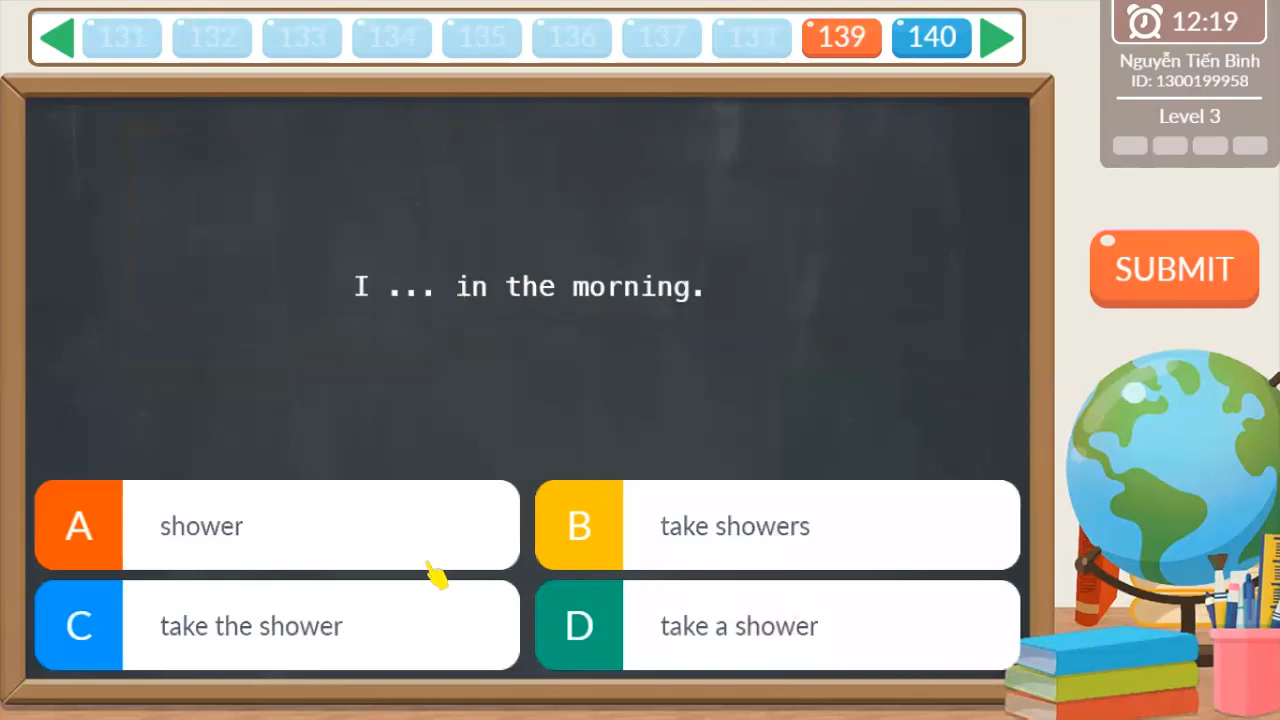 131 132 133 134 135 136 137 139 140
12:19
Nguyễn Tiến Bình
ID: 1300199958
Level 3
SUBMIT
I ... in the morning.
A shower
B take showers
C take the shower
D take a shower